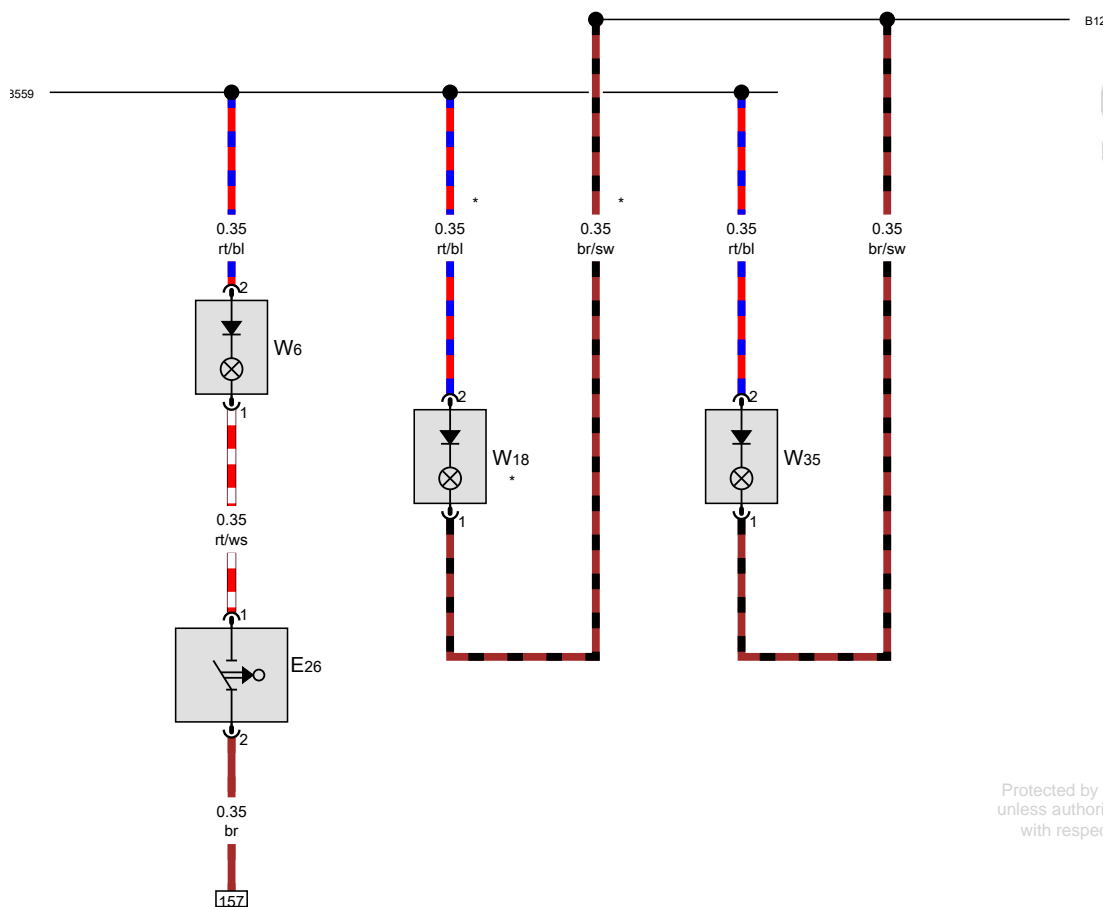 B12
3559
*
*
0.35
rt/bl
0.35
rt/bl
0.35
br/sw
0.35
rt/bl
0.35
br/sw
2
W6
1
2
W18
*
1
2
W35
1
0.35
rt/ws
1
E26
2
0.35
br
157
Protected by
unless authori
with respec